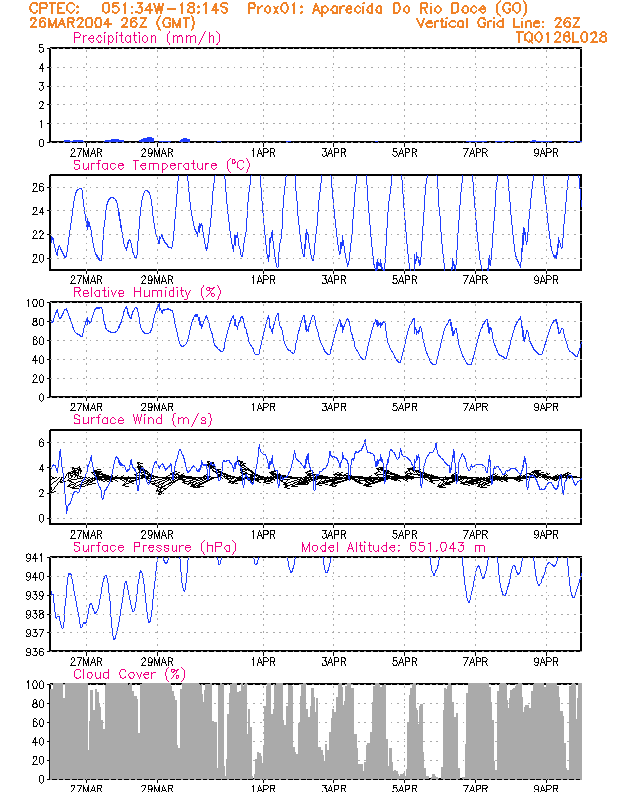 CPTEC: 051:34W-18:14S Prox01: Aparecida Do Rio Doce (GO)
26MAR2004 26Z (GMT) Vertical Grid Line: 26Z
Precipitation (mm/h) TQ0126L028
5
4
3
2
1
0
27MAR 29MAR 1APR 3APR 5APR 7APR 9APR
Surface Temperature (°C)
26
24
22
20
27MAR 29MAR 1APR 3APR 5APR 7APR 9APR
Relative Humidity (%)
100
80
60
40
20
0
27MAR 29MAR 1APR 3APR 5APR 7APR 9APR
Surface Wind (m/s)
6
4
2
0
27MAR 29MAR 1APR 3APR 5APR 7APR 9APR
Surface Pressure (hPa) Model Altitude: 651.043 m
941
940
939
938
937
936
27MAR 29MAR 1APR 3APR 5APR 7APR 9APR
Cloud Cover (%)
100
80
60
40
20
0
27MAR 29MAR 1APR 3APR 5APR 7APR 9APR